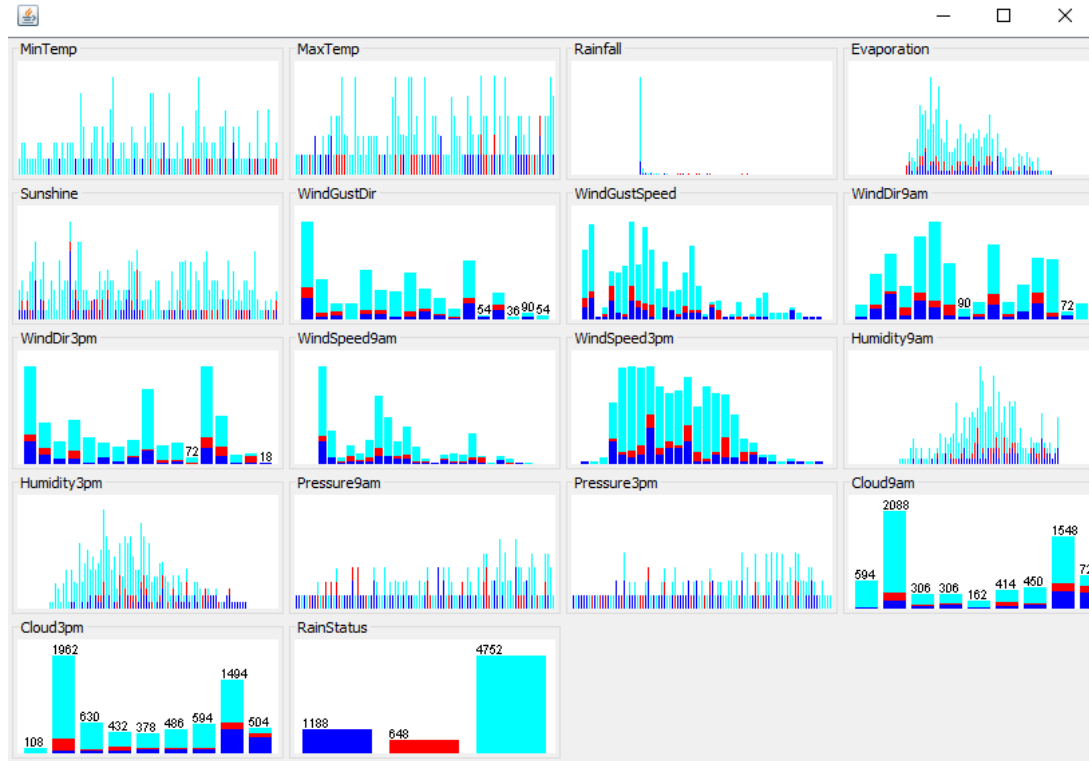 MinTemp
MaxTemp
Rainfall
Evaporation
Sunshine
WindGustDir
WindGustSpeed
WindDir9am
54
36
90
54
90
72
WindDir3pm
WindSpeed9am
WindSpeed3pm
Humidity9am
72
18
Humidity3pm
Pressure9am
Pressure3pm
Cloud9am
2088
1548
594
306
306
162
414
450
72
Cloud3pm
RainStatus
1962
4752
1494
630
432
378
486
594
504
108
1188
648